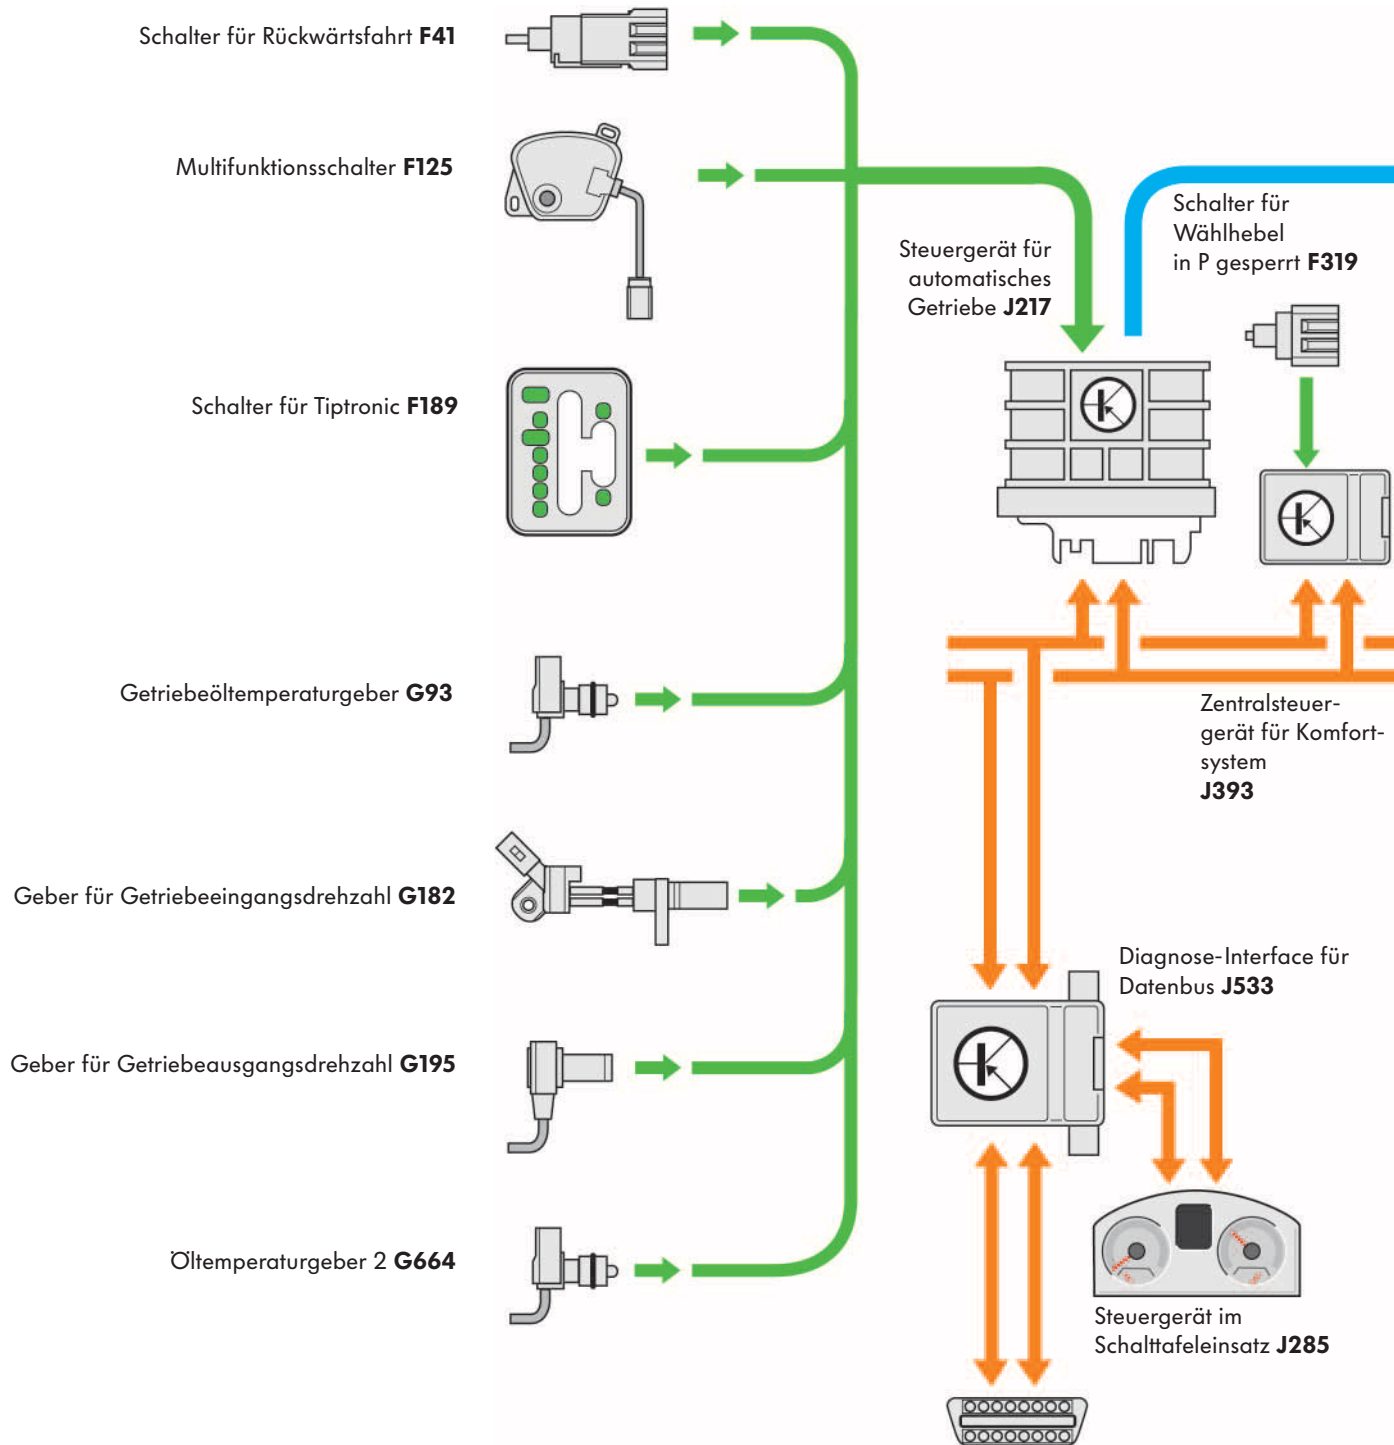 Schalter für Rückwärtsfahrt F41
Multifunktionsschalter F125
Schalter für
Wählhebel
in P gesperrt F319
Steuergerät für
automatisches
Getriebe J217
Schalter für Tiptronic F189
Getriebeöltemperaturgeber G93
Zentralsteuer-
gerät für Komfort-
system
J393
Geber für Getriebeeingangsdrehzahl G182
Diagnose-Interface für
Datenbus J533
Geber für Getriebeausgangsdrehzahl G195
Öltemperaturgeber 2 G664
Steuergerät im
Schalttafeleinsatz J285